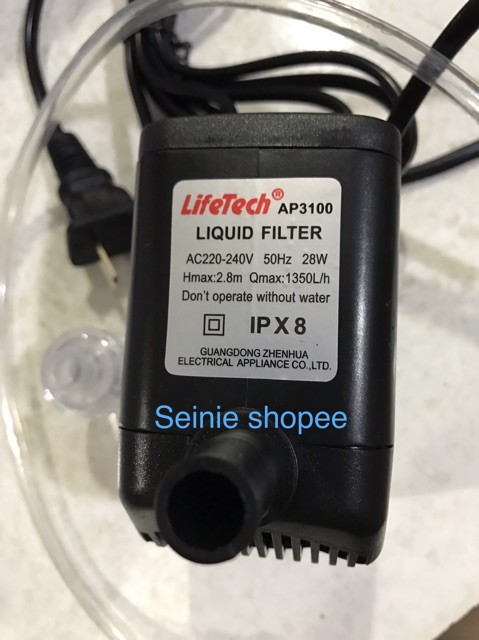 LifeTech® AP3100
LIQUID FILTER
AC220-240V 50Hz 28W
Hmax:2.8m Qmax:1350L/h
Don't operate without water
IPX8
GUANGDONG ZHENHUA
ELECTRICAL APPLIANCE CO.,LTD.
Seinie shopee